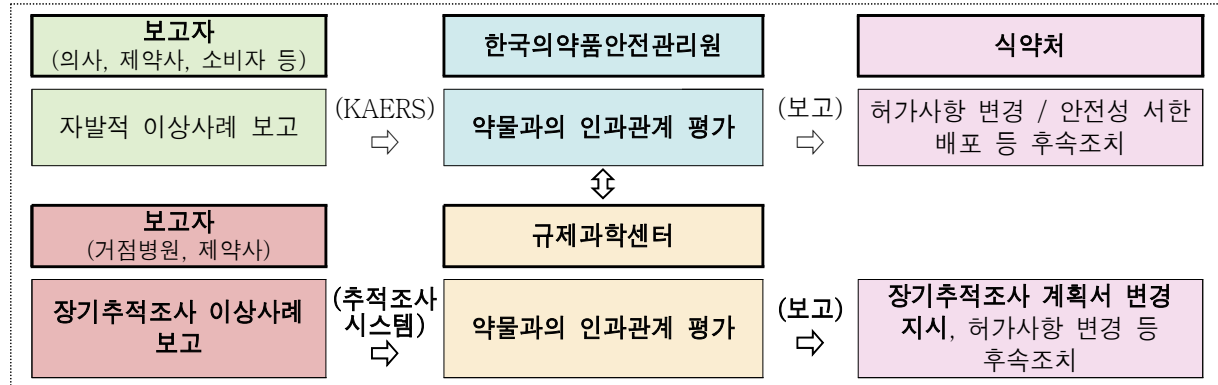 보고자
(의사, 제약사, 소비자 등)
한국의약품안전관리원
식약처
자발적 이상사례 보고
(KAERS)
⇨
약물과의 인과관계 평가
(보고)
⇨
허가사항 변경 / 안전성 서한
배포 등 후속조치
⇕
보고자
(거점병원, 제약사)
규제과학센터
장기추적조사 이상사례
보고
(추적조사
시스템)
⇨
약물과의 인과관계 평가
(보고)
⇨
장기추적조사 계획서 변경
지시, 허가사항 변경 등
후속조치